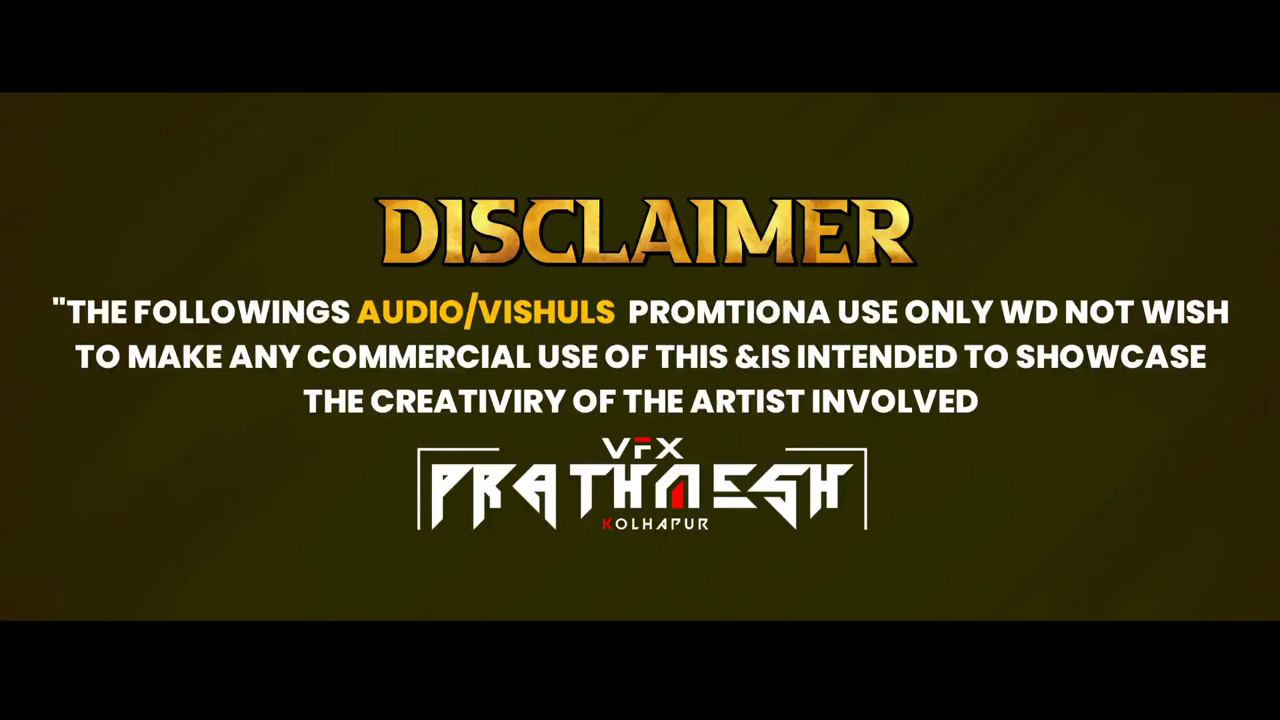 DISCLAIMER
"THE FOLLOWINGS AUDIO/VISHULS PROMTIONA USE ONLY WD NOT WISH
TO MAKE ANY COMMERCIAL USE OF THIS &IS INTENDED TO SHOWCASE
THE CREATIVIRY OF THE ARTIST INVOLVED
VFX
PRATHMESH
KOLHAPUR